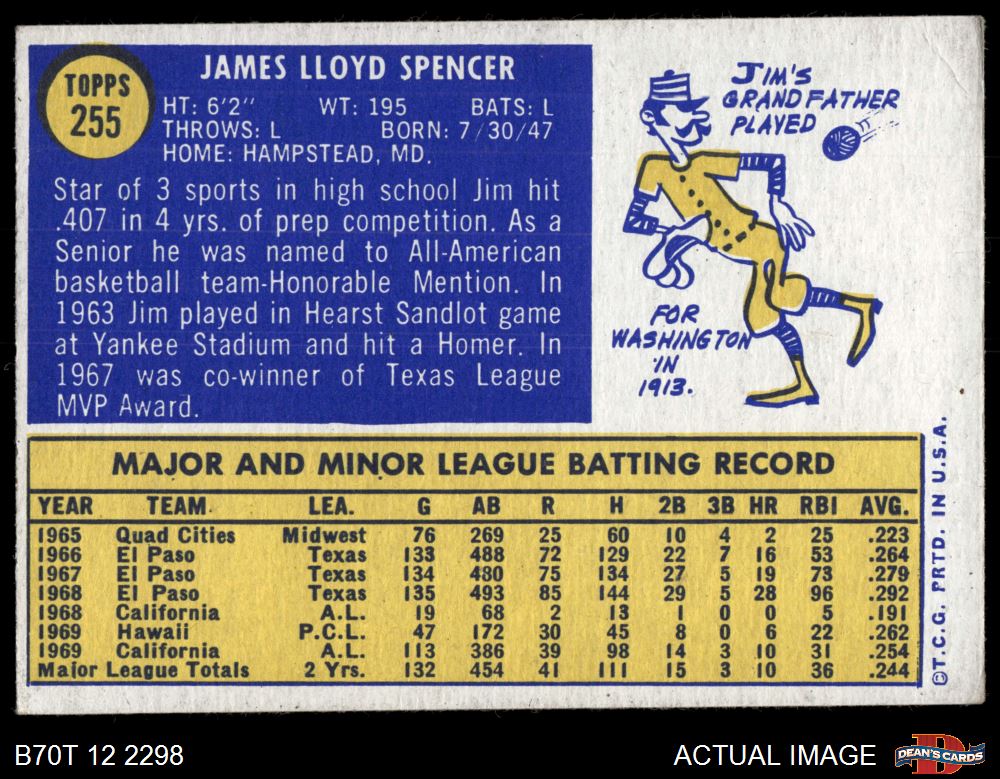 TOPPS
255
JAMES LLOYD SPENCER
HT: 6'2" WT: 195 BATS: L
THROWS: L BORN: 7/30/47
HOME: HAMPSTEAD, MD.
Star of 3 sports in high school Jim hit
.407 in 4 yrs. of prep competition. As a
Senior he was named to All-American
basketball team-Honorable Mention. In
1963 Jim played in Hearst Sandlot game
at Yankee Stadium and hit a Homer. In
1967 was co-winner of Texas League
MVP Award.
JIM'S
GRANDFATHER
PLAYED
FOR
WASHINGTON
IN
1913.
MAJOR AND MINOR LEAGUE BATTING RECORD
YEAR TEAM LEA. G AB R H 2B 3B HR RBI AVG.
1965 Quad Cities Midwest 76 269 25 60 10 4 2 25 .223
1966 El Paso Texas 133 488 72 129 22 7 16 53 .264
1967 El Paso Texas 134 480 75 134 27 5 19 73 .279
1968 El Paso Texas 135 493 85 144 29 5 28 96 .292
1968 California A.L. 19 68 2 13 1 0 0 5 .191
1969 Hawaii P.C.L. 47 172 30 45 8 0 6 22 .262
1969 California A.L. 113 386 39 98 14 3 10 31 .254
Major League Totals 2 Yrs. 132 454 41 111 15 3 10 36 .244
©T.C.G. PRTD. IN U.S.A.
B70T 12 2298
ACTUAL IMAGE
DEAN'S CARDS